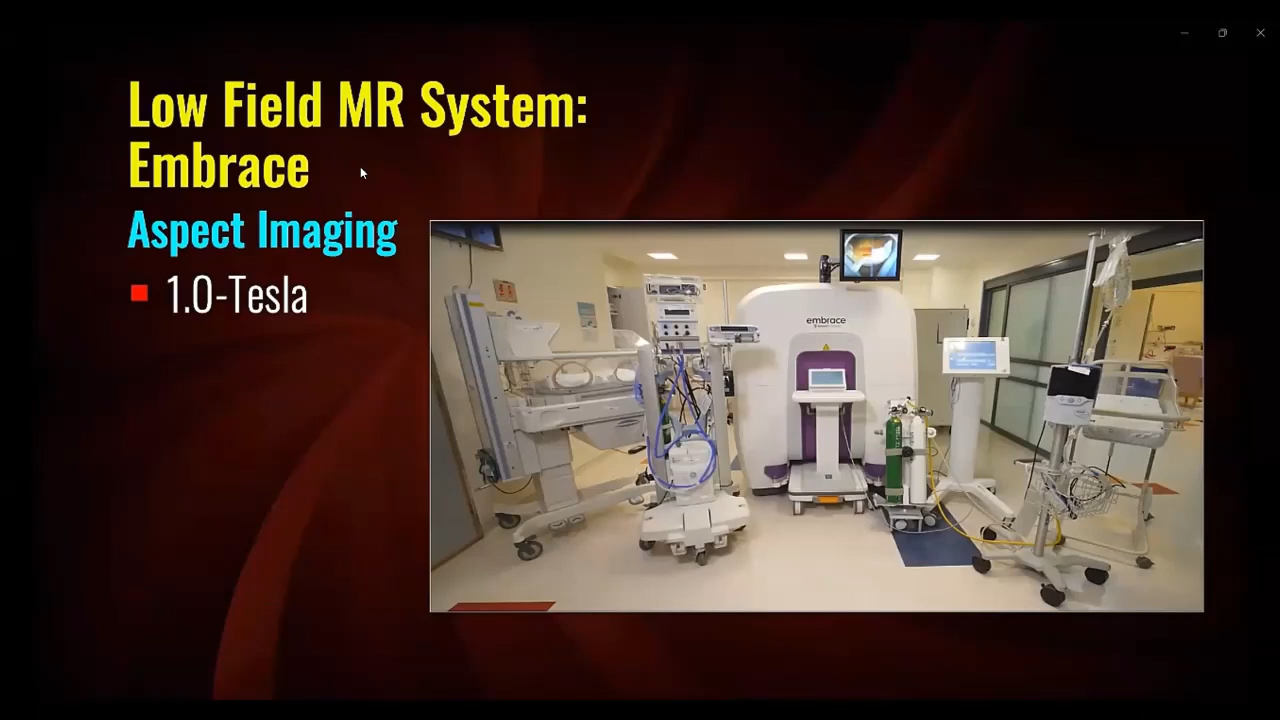 Low Field MR System:
Embrace
Aspect Imaging
1.0-Tesla
embrace